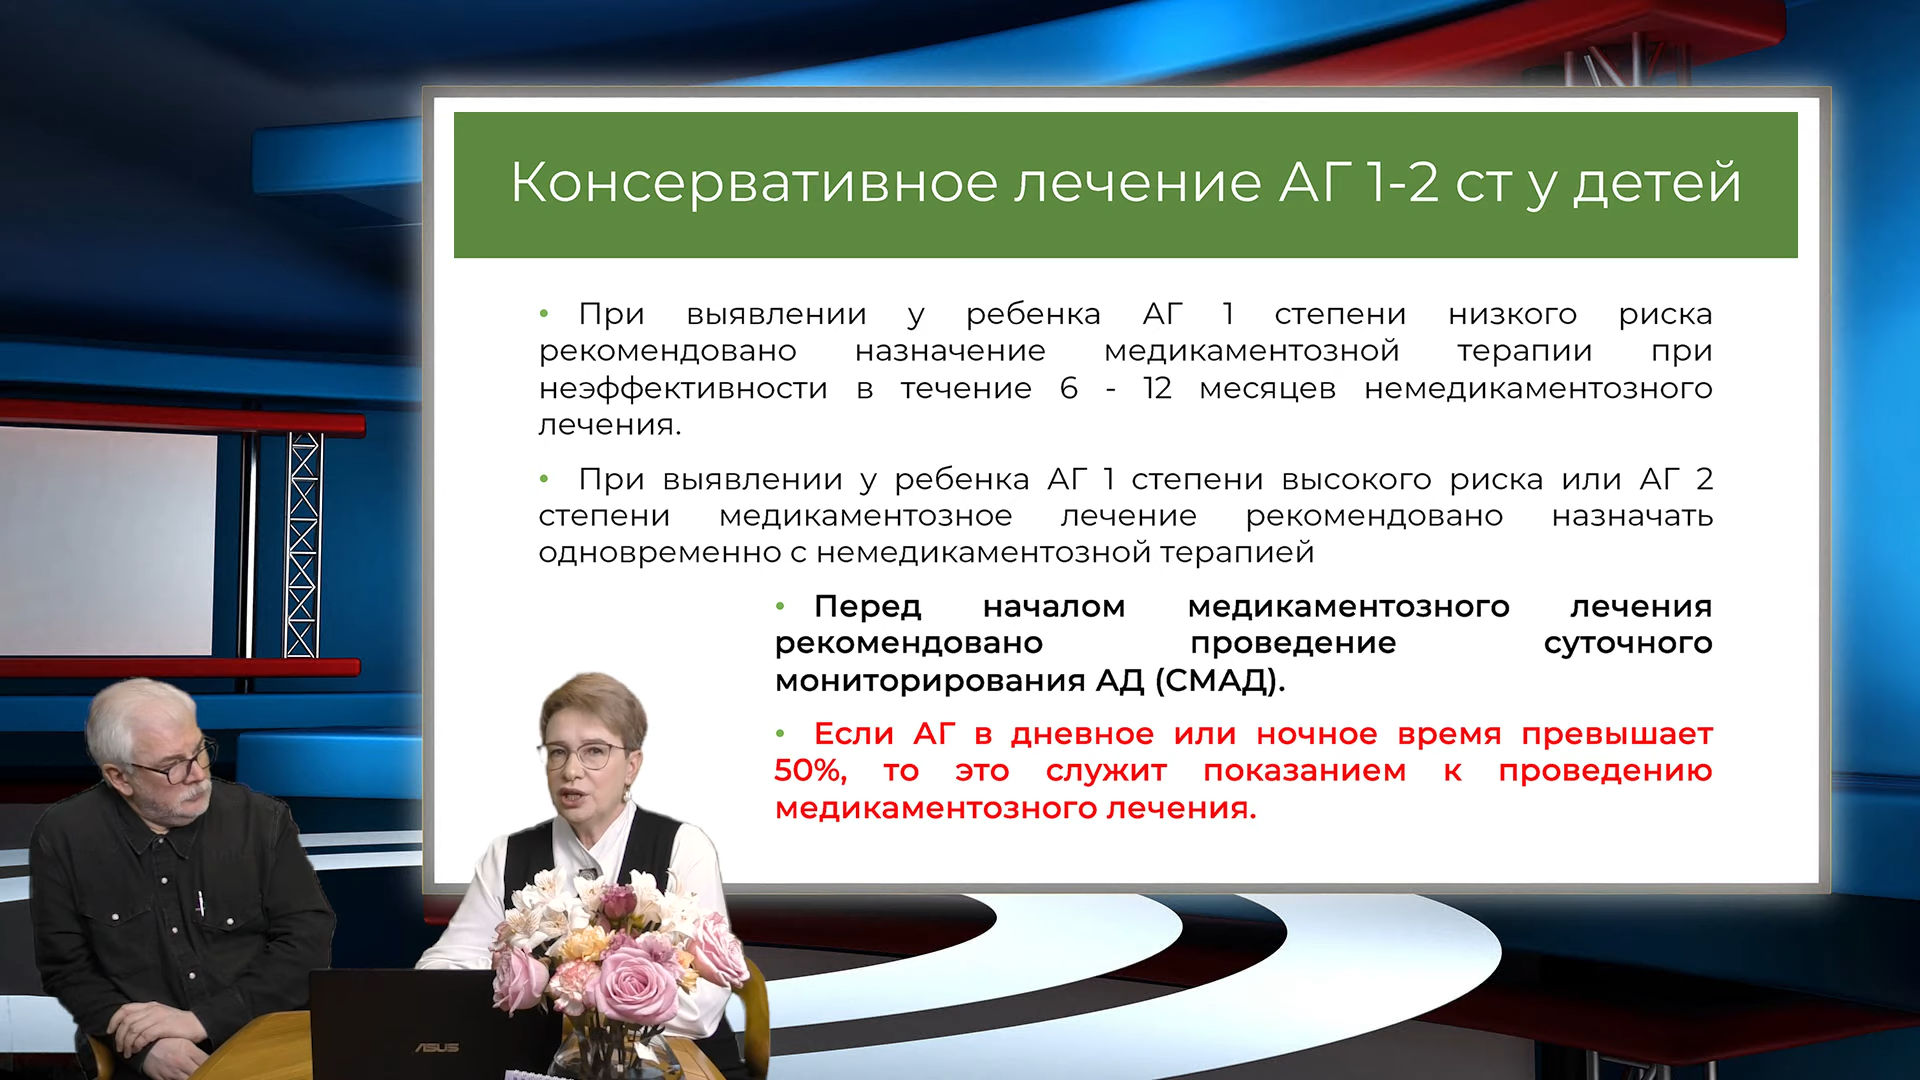 Консервативное лечение АГ 1-2 ст у детей
• При выявлении у ребенка АГ 1 степени низкого риска
рекомендовано назначение медикаментозной терапии при
неэффективности в течение 6 - 12 месяцев немедикаментозного
лечения.
• При выявлении у ребенка АГ 1 степени высокого риска или АГ 2
степени медикаментозное лечение рекомендовано назначать
одновременно с немедикаментозной терапией
• Перед началом медикаментозного лечения
рекомендовано проведение суточного
мониторирования АД (СМАД).
• Если АГ в дневное или ночное время превышает
50%, то это служит показанием к проведению
медикаментозного лечения.
ASUS